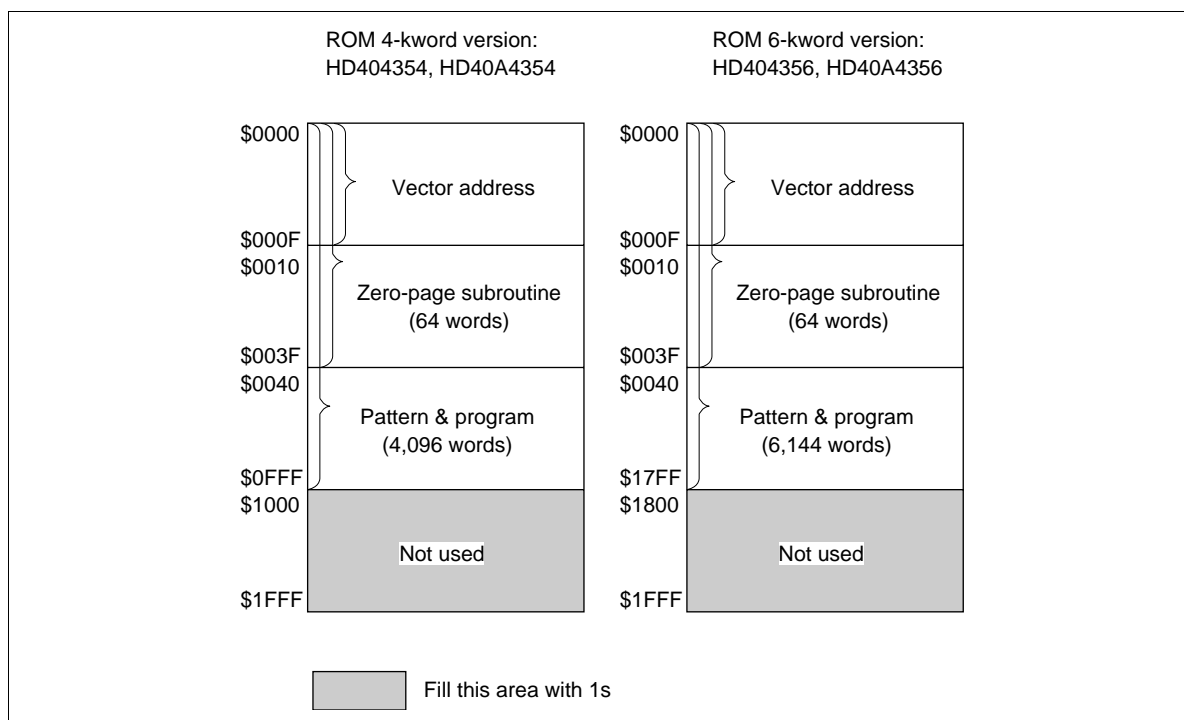 ROM 4-kword version:
HD404354, HD40A4354
$0000
Vector address
$000F
$0010
Zero-page subroutine
(64 words)
$003F
$0040
Pattern & program
(4,096 words)
$0FFF
$1000
Not used
$1FFF
ROM 6-kword version:
HD404356, HD40A4356
$0000
Vector address
$000F
$0010
Zero-page subroutine
(64 words)
$003F
$0040
Pattern & program
(6,144 words)
$17FF
$1800
Not used
$1FFF
Fill this area with 1s